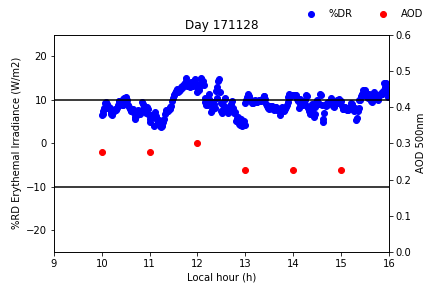 %DR AOD
Day 171128
%RD Erythemal Irradiance (W/m2)
20
10
0
−10
−20
0.6
0.5
0.4
0.3
0.2
0.1
0.0
AOD 500nm
9 10 11 12 13 14 15 16
Local hour (h)